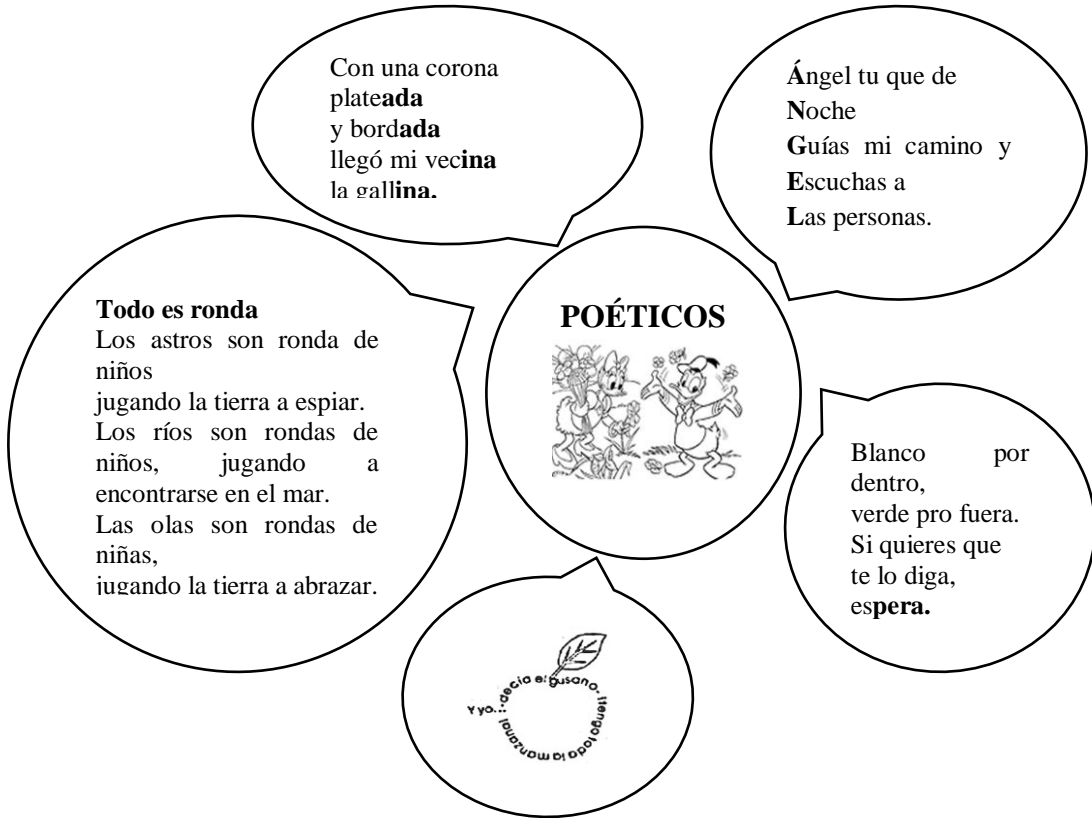 Con una corona
plateada
y bordada
llegó mi vecina
la gallina.
Ángel tu que de
Noche
Guías mi camino y
Escuchas a
Las personas.
Todo es ronda
Los astros son ronda de
niños
jugando la tierra a espiar.
Los ríos son rondas de
niños, jugando a
encontrarse en el mar.
Las olas son rondas de
niñas,
jugando la tierra a abrazar.
POÉTICOS
Blanco por
dentro,
verde pro fuera.
Si quieres que
te lo diga,
espera.
Y yo...-decía el gusano- ¡tengo toda la manzana!